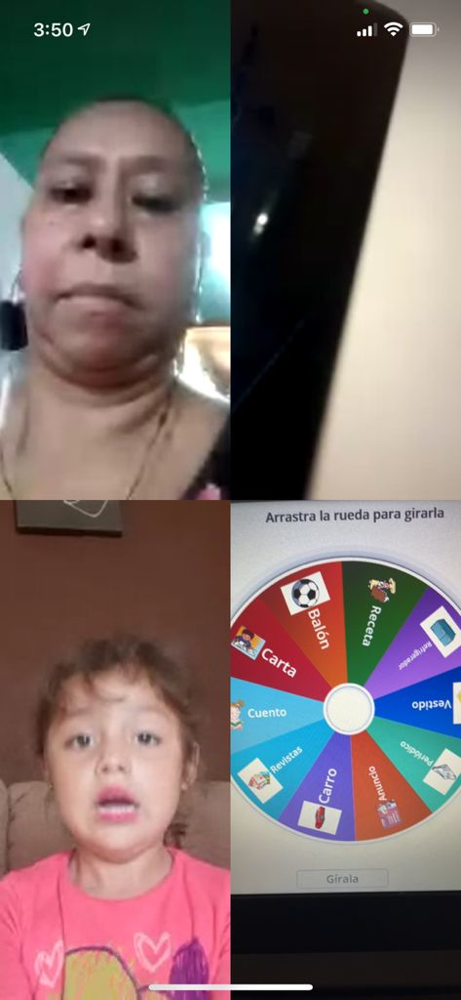 3:50
Arrastra la rueda para girarla
Balón
Receta
Refrigerador
Vestido
Periódico
Anuncio
Carro
Revistas
Cuento
Carta
Gírala